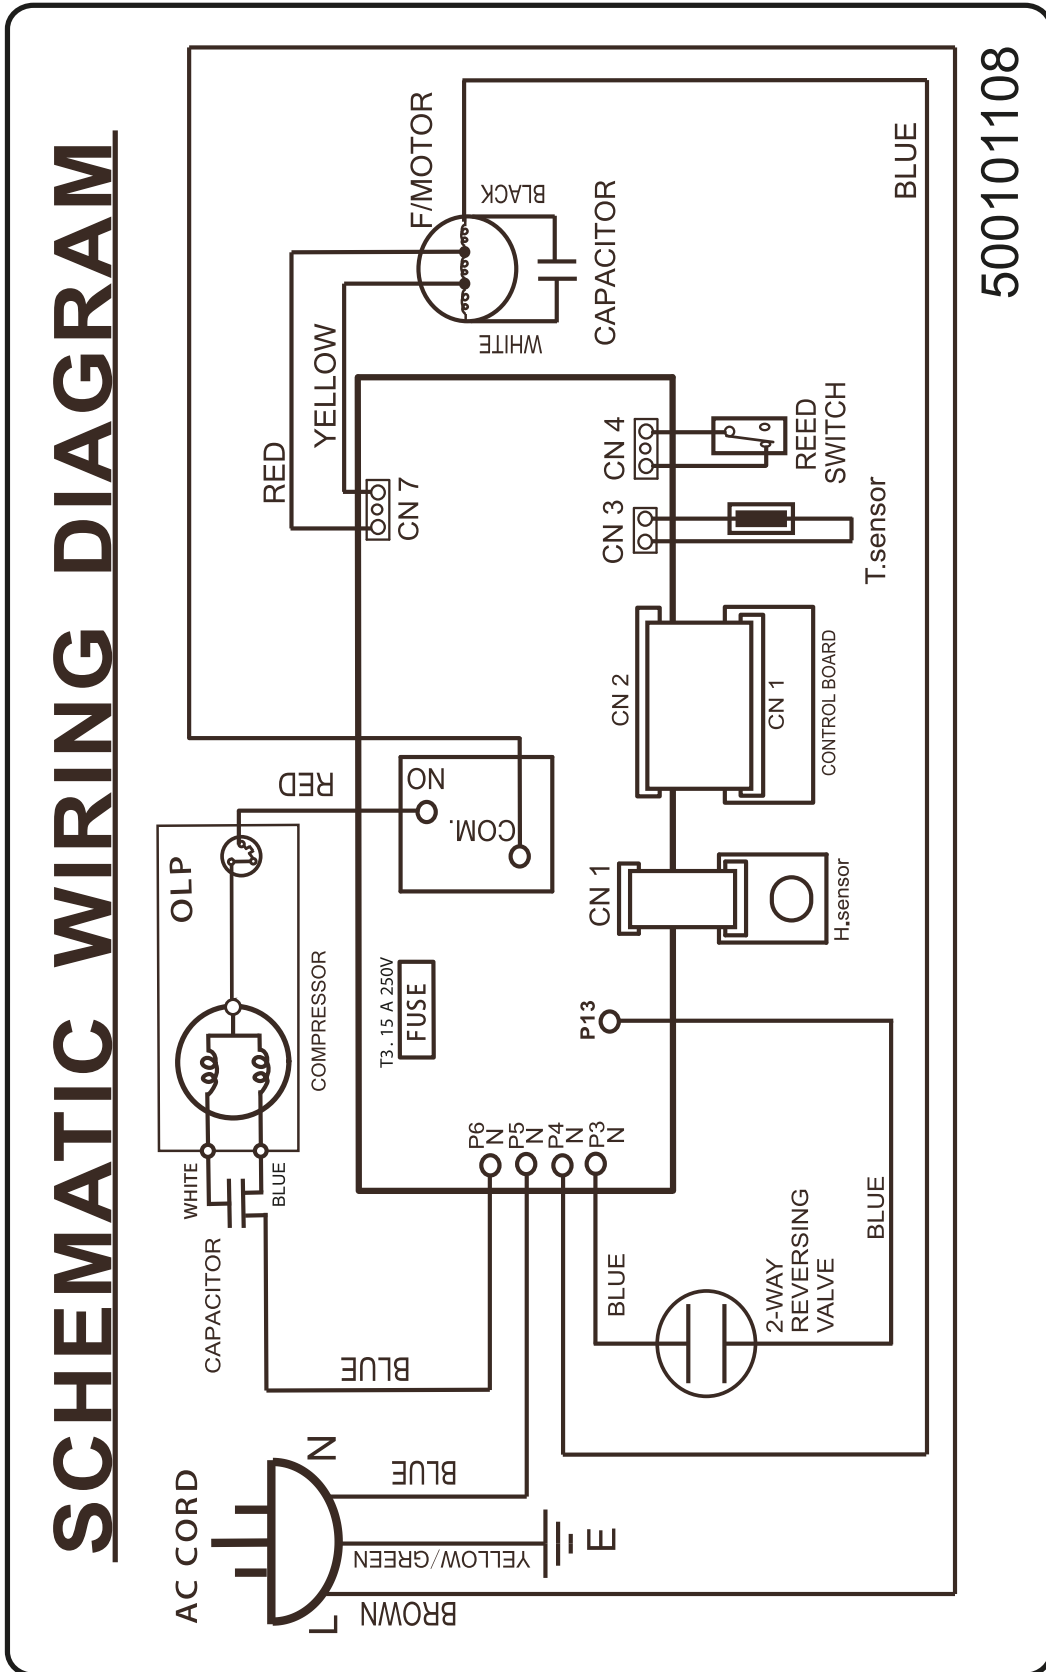 SCHEMATIC WIRING DIAGRAM
AC CORD
L
N
E
BROWN
YELLOW/GREEN
BLUE
BLUE
CAPACITOR
WHITE
BLUE
COMPRESSOR
OLP
RED
T3. 15 A 250V
FUSE
NO
COM.
RED
YELLOW
CN 7
F/MOTOR
BLACK
WHITE
CAPACITOR
P6
N
P5
N
P4
N
P3
N
P13
CN 1
H.sensor
CN 2
CN 1
CONTROL BOARD
CN 3
T.sensor
CN 4
REED
SWITCH
BLUE
2-WAY
REVERSING
VALVE
BLUE
BLUE
500101108